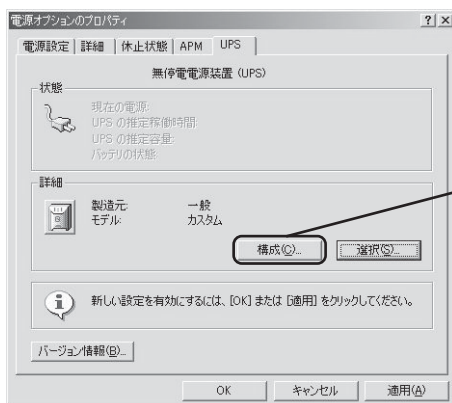 電源オプションのプロパティ
? ×
電源設定 詳細 休止状態 APM UPS
無停電電源装置 (UPS)
状態
現在の電源:
UPS の推定稼働時間:
UPS の推定容量:
バッテリの状態:
詳細
製造元: 一般
モデル: カスタム
構成(C)... 選択(S)...
新しい設定を有効にするには、[OK] または [適用] をクリックしてください。
バージョン情報(B)...
OK キャンセル 適用(A)